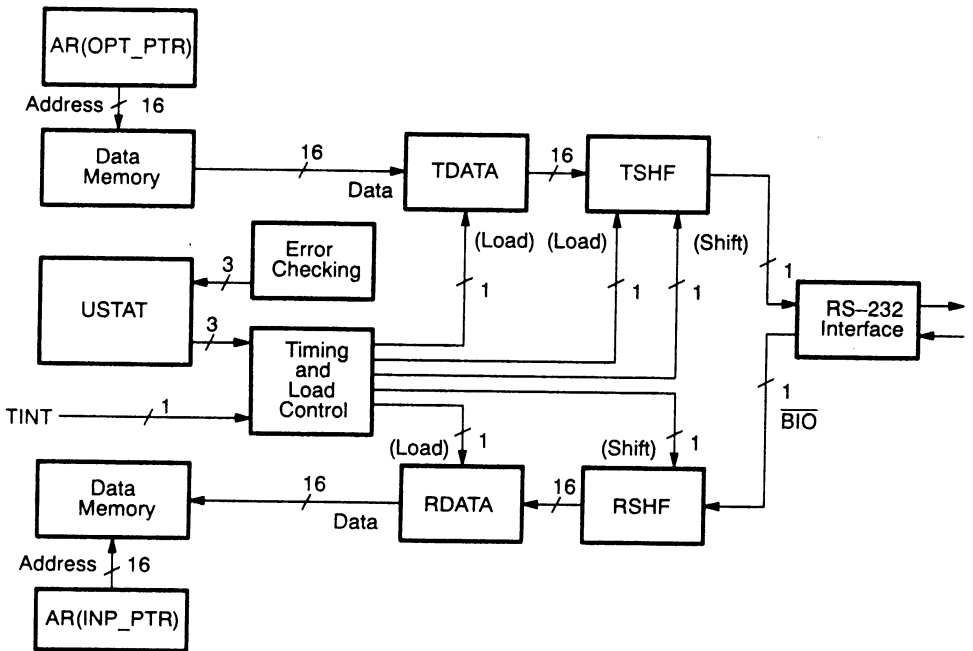 AR(OPT_PTR)
Address 16
Data
Memory
16
Data
TDATA
16
TSHF
(Load)
(Load)
(Shift)
1
1
1
1
Error
Checking
3
USTAT
3
Timing
and
Load
Control
TINT
1
RS–232
Interface
1
BIO
(Load)
1
(Shift)
1
Data
Memory
16
Data
RDATA
16
RSHF
Address 16
AR(INP_PTR)